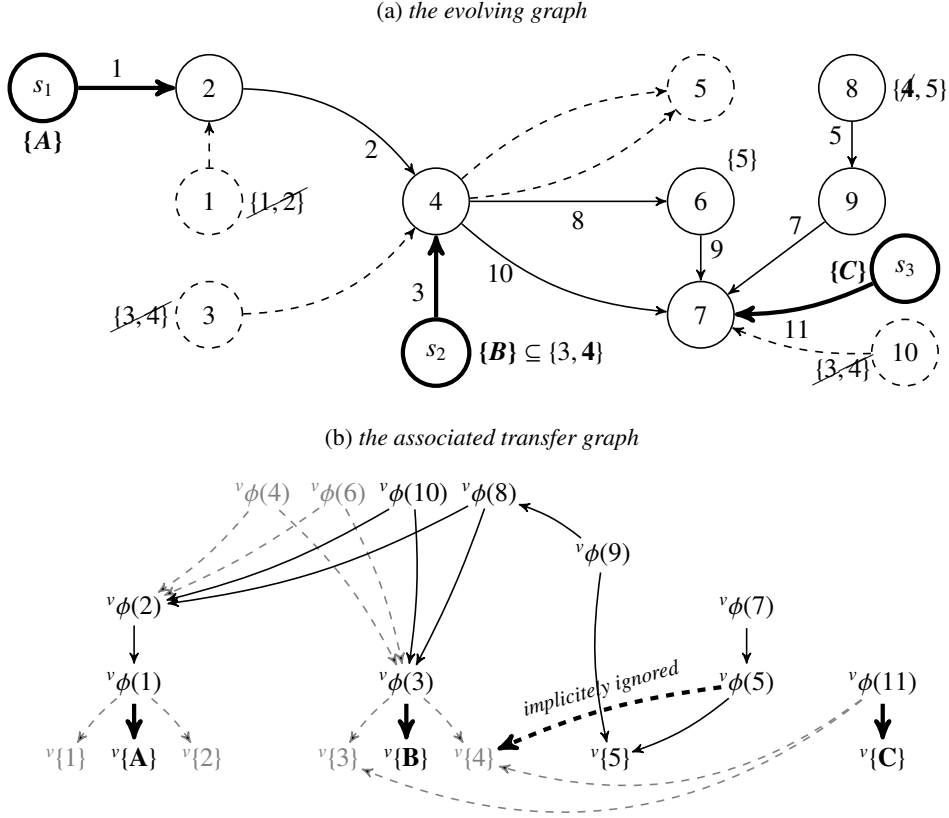 (a) the evolving graph
s1 1 2 5 8 {4, 5}
{A} 2 5
1 {1, 2} 4 8 6 {5} 9
3 10 9 7 {C} s3
{3, 4} 3 7 11
s2 {B} ⊆ {3, 4} {3, 4} 10
(b) the associated transfer graph
vϕ(4) vϕ(6) vϕ(10) vϕ(8)
vϕ(9)
vϕ(2) vϕ(7)
implicitely ignored
vϕ(1) vϕ(3) vϕ(5) vϕ(11)
v{1} v{A} v{2} v{3} v{B} v{4} v{5} v{C}